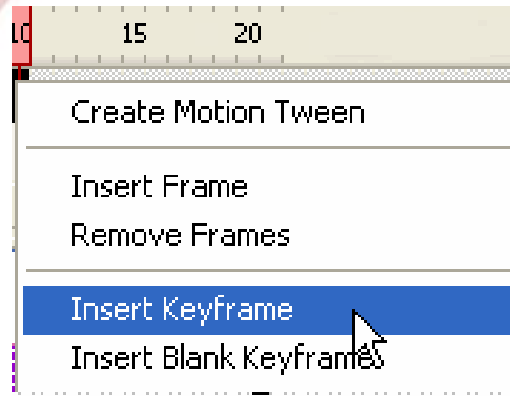 10 15 20
Create Motion Tween
Insert Frame
Remove Frames
Insert Keyframe
Insert Blank Keyframes